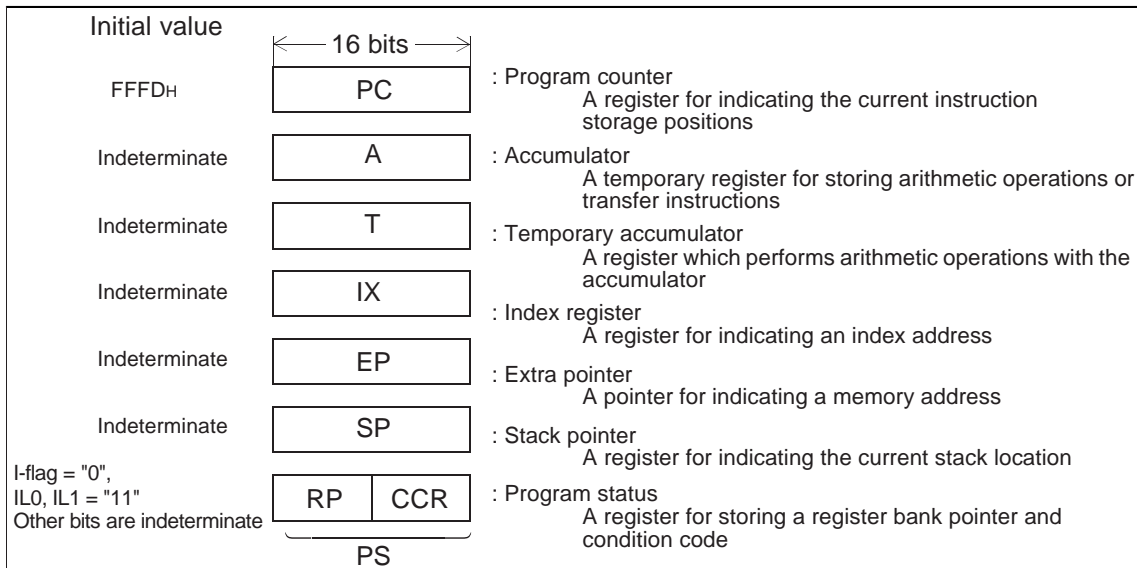 Initial value
16 bits
FFFDH
PC
: Program counter
A register for indicating the current instruction
storage positions
Indeterminate
A
: Accumulator
A temporary register for storing arithmetic operations or
transfer instructions
Indeterminate
T
: Temporary accumulator
A register which performs arithmetic operations with the
accumulator
Indeterminate
IX
: Index register
A register for indicating an index address
Indeterminate
EP
: Extra pointer
A pointer for indicating a memory address
Indeterminate
SP
: Stack pointer
A register for indicating the current stack location
I-flag = "0",
IL0, IL1 = "11"
Other bits are indeterminate
RP CCR
PS
: Program status
A register for storing a register bank pointer and
condition code